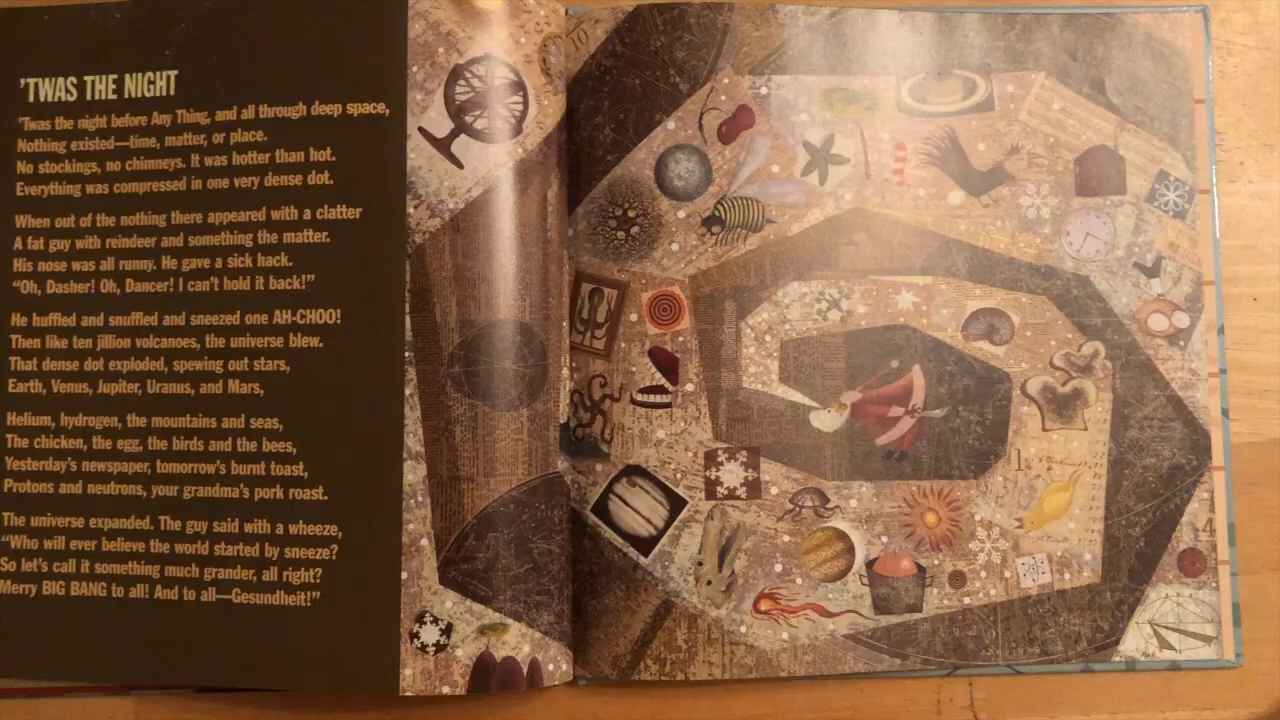 'TWAS THE NIGHT
'Twas the night before Any Thing, and all through deep space,
Nothing existed—time, matter, or place.
No stockings, no chimneys. It was hotter than hot.
Everything was compressed in one very dense dot.
When out of the nothing there appeared with a clatter
A fat guy with reindeer and something the matter.
His nose was all runny. He gave a sick hack.
“Oh, Dasher! Oh, Dancer! I can't hold it back!”
He huffled and snuffled and sneezed one AH-CHOO!
Then like ten jillion volcanoes, the universe blew.
That dense dot exploded, spewing out stars,
Earth, Venus, Jupiter, Uranus, and Mars,
Helium, hydrogen, the mountains and seas,
The chicken, the egg, the birds and the bees,
Yesterday's newspaper, tomorrow's burnt toast,
Protons and neutrons, your grandma's pork roast.
The universe expanded. The guy said with a wheeze,
“Who will ever believe the world started by sneeze?
So let's call it something much grander, all right?
Merry BIG BANG to all! And to all—Gesundheit!”
10
1
4